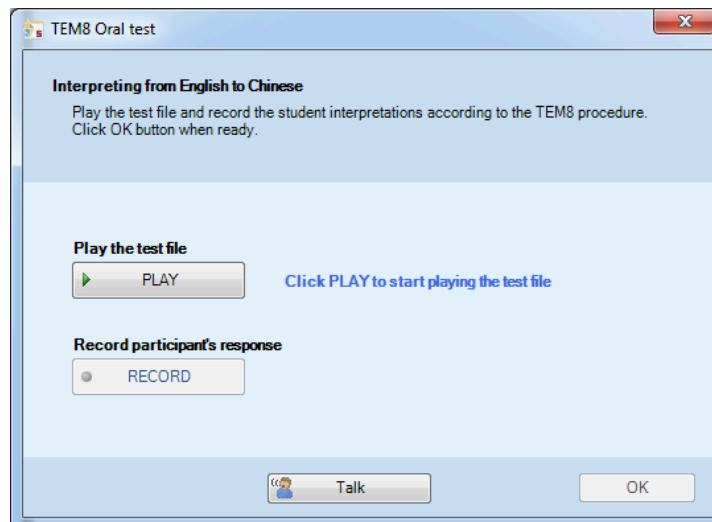 TEM8 Oral test
Interpreting from English to Chinese
Play the test file and record the student interpretations according to the TEM8 procedure.
Click OK button when ready.
Play the test file
PLAY
Click PLAY to start playing the test file
Record participant's response
RECORD
Talk
OK